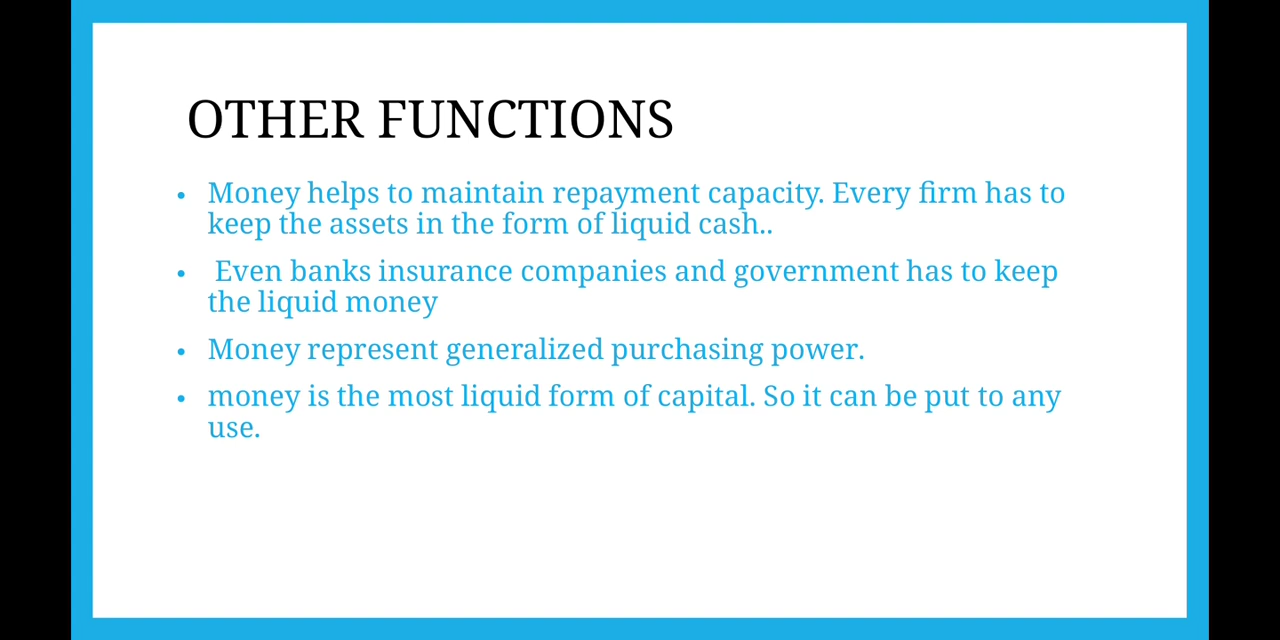 OTHER FUNCTIONS
• Money helps to maintain repayment capacity. Every firm has to
keep the assets in the form of liquid cash..
• Even banks insurance companies and government has to keep
the liquid money
• Money represent generalized purchasing power.
• money is the most liquid form of capital. So it can be put to any
use.